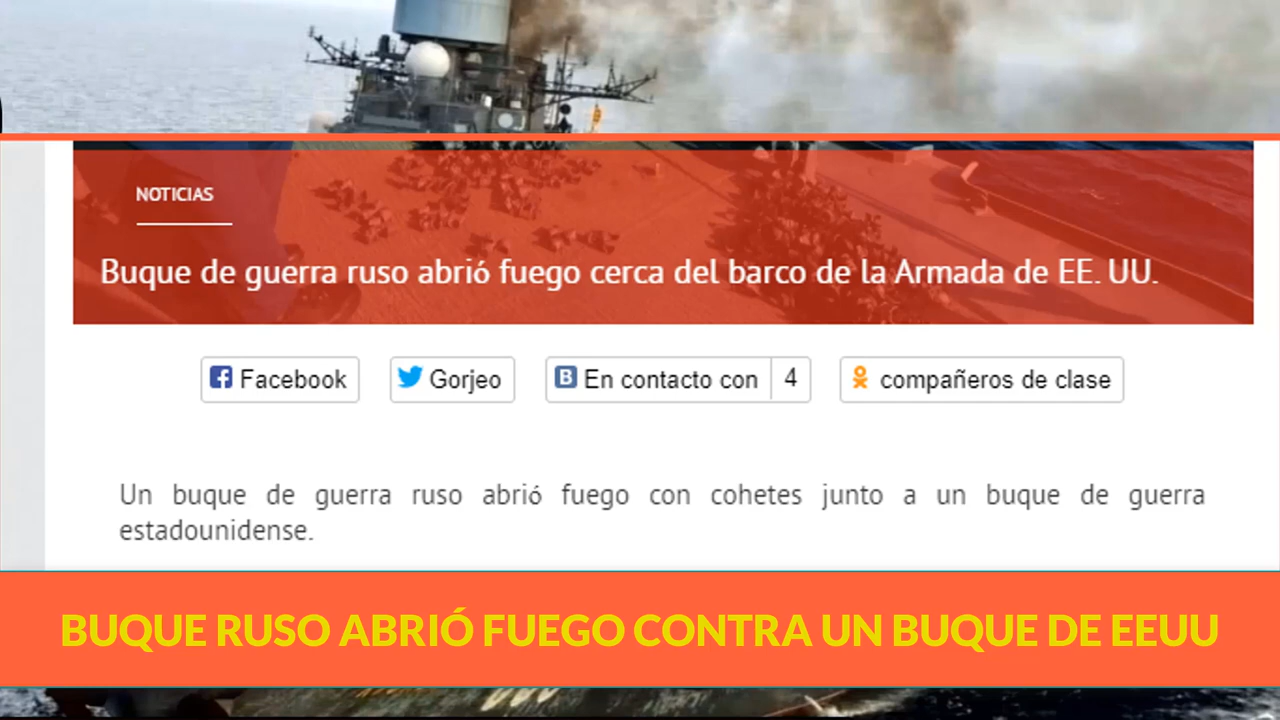 NOTICIAS
Buque de guerra ruso abrió fuego cerca del barco de la Armada de EE. UU.
Facebook
Gorjeo
En contacto con 4
compañeros de clase
Un buque de guerra ruso abrió fuego con cohetes junto a un buque de guerra
estadounidense.
BUQUE RUSO ABRIÓ FUEGO CONTRA UN BUQUE DE EEUU